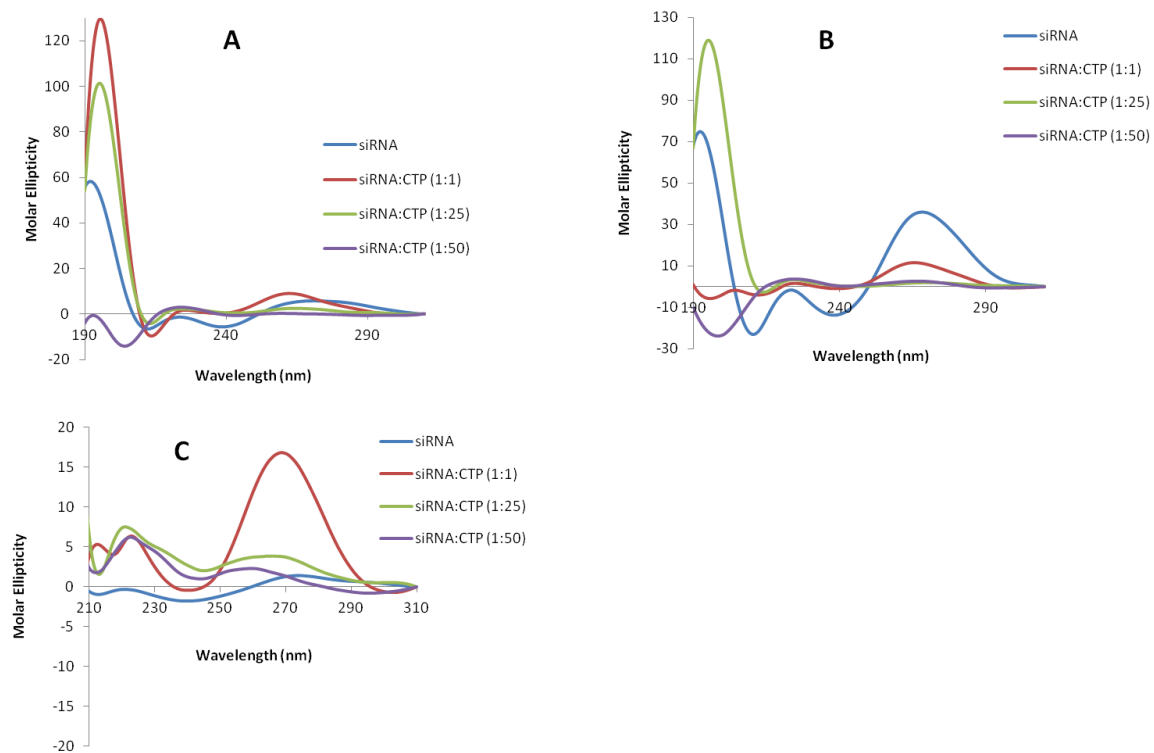 A
120
100
80
60
40
20
0
-20
190
240
290
Molar Ellipticity
Wavelength (nm)
siRNA
siRNA:CTP (1:1)
siRNA:CTP (1:25)
siRNA:CTP (1:50)
B
130
110
90
70
50
30
10
-10
-30
190
240
290
Molar Ellipticity
Wavelength (nm)
siRNA
siRNA:CTP (1:1)
siRNA:CTP (1:25)
siRNA:CTP (1:50)
C
20
15
10
5
0
-5
-10
-15
-20
210
230
250
270
290
310
Molar Ellipticity
Wavelength (nm)
siRNA
siRNA:CTP (1:1)
siRNA:CTP (1:25)
siRNA:CTP (1:50)